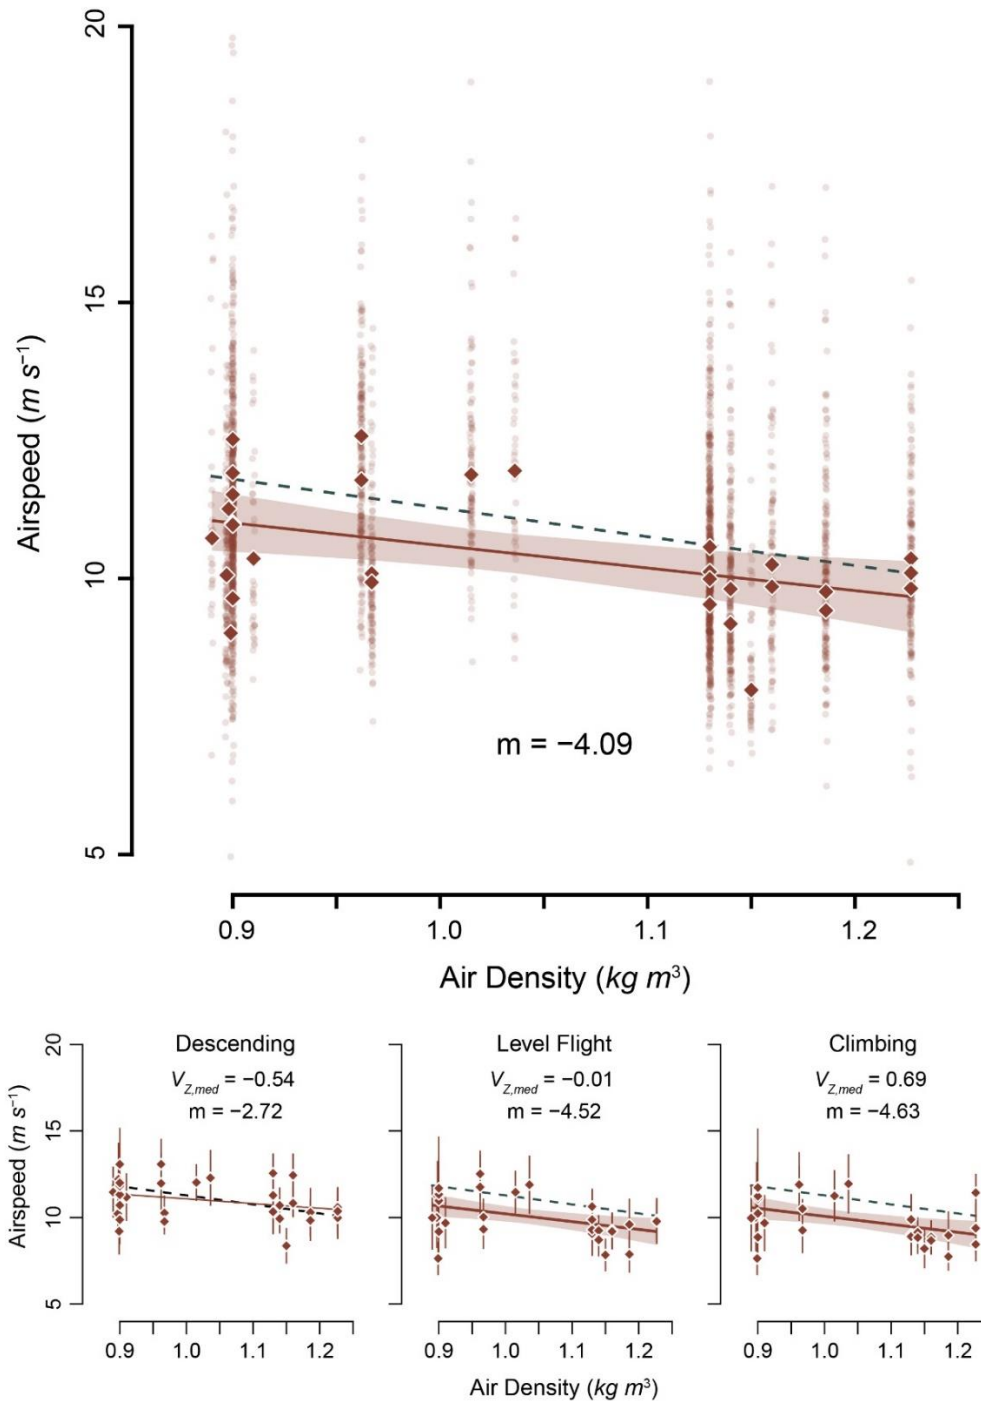 20
15
10
5
Airspeed (m s⁻¹)
m = −4.09
0.9 1.0 1.1 1.2
Air Density (kg m³)
Descending
V_Z,med = −0.54
m = −2.72
Level Flight
V_Z,med = −0.01
m = −4.52
Climbing
V_Z,med = 0.69
m = −4.63
20
15
10
5
Airspeed (m s⁻¹)
0.9 1.0 1.1 1.2
0.9 1.0 1.1 1.2
0.9 1.0 1.1 1.2
Air Density (kg m³)